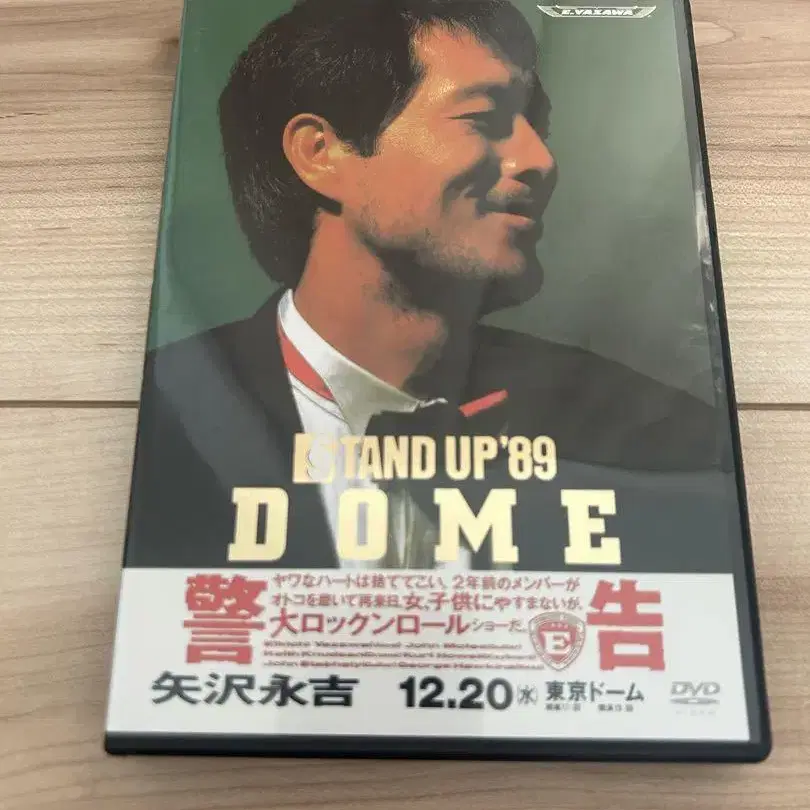 E.YAZAWA
STAND UP'89
DOME
警告
ヤワなハートは捨ててこい、2年前のメンバーが
オトコを磨いて再来日。女、子供にやすまないが、
大ロックンロールショーだ。
E
矢沢永吉 12.20(水) 東京ドーム
DVD